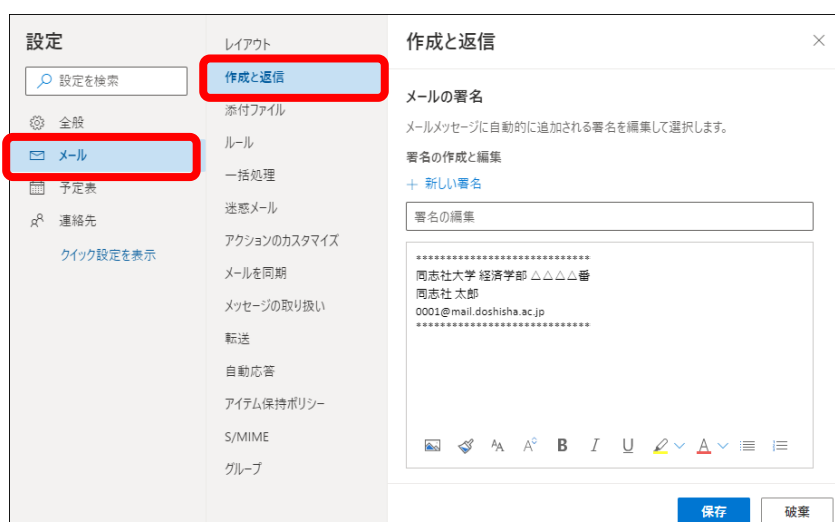 設定
設定を検索
全般
メール
予定表
連絡先
クイック設定を表示
レイアウト
作成と返信
添付ファイル
ルール
一括処理
迷惑メール
アクションのカスタマイズ
メールを同期
メッセージの取り扱い
転送
自動応答
アイテム保持ポリシー
S/MIME
グループ
作成と返信
メールの署名
メールメッセージに自動的に追加される署名を編集して選択します。
署名の作成と編集
+ 新しい署名
署名の編集
******************************
同志社大学 経済学部 △△△△番
同志社 太郎
0001@mail.doshisha.ac.jp
******************************
B I U A
保存 破棄